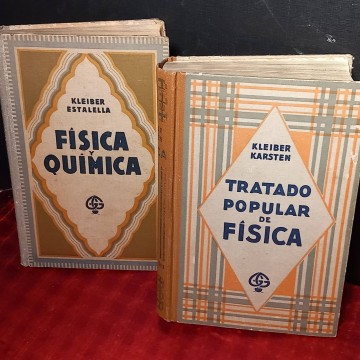 KLEIBER
ESTALELLA
FÍSICA
Y
QUÍMICA
KLEIBER
KARSTEN
TRATADO
POPULAR
DE
FÍSICA